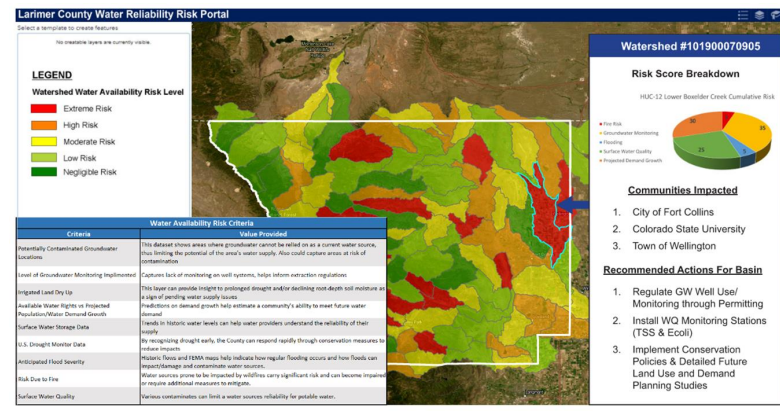 Larimer County Water Reliability Risk Portal
Select a template to create features
No creatable layers are currently visible.
LEGEND
Watershed Water Availability Risk Level
Extreme Risk
High Risk
Moderate Risk
Low Risk
Negligible Risk
Water Availability Risk Criteria
Criteria Value Provided
Potentially Contaminated Groundwater Locations
This dataset shows areas where groundwater cannot be relied on as a current water source,
thus limiting the potential of the area's water supply. Also could capture areas at risk of
contamination
Level of Groundwater Monitoring Implimented
Captures lack of monitoring on well systems, helps inform extraction regulations
Irrigated Land Dry Up
This layer can provide insight to prolonged drought and/or declining root-depth soil moisture as
a sign of pending water supply issues
Available Water Rights vs Projected
Population/Water Demand Growth
Predictions on demand growth help estimate a community's ability to meet future water
demand
Surface Water Storage Data
Trends in historic water levels can help water providers understand the reliability of their
supply
U.S. Drought Monitor Data
By recognizing drought early, the County can respond rapidly through conservation measures to
reduce impacts
Anticipated Flood Severity
Historic flows and FEMA maps help indicate how regular flooding occurs and how floods can
impact/damage and contaminate water sources.
Risk Due to Fire
Water sources prone to be impacted by wildfires carry significant risk and can become impaired
or require additional measures to mitigate.
Surface Water Quality
Various contaminates can limit a water sources reliability for potable water.
Watershed #101900070905
Risk Score Breakdown
HUC-12 Lower Boxelder Creek Cumulative Risk
Fire Risk
Groundwater Monitoring
Flooding
Surface Water Quality
Projected Demand Growth
30
35
25
5
Communities Impacted
1. City of Fort Collins
2. Colorado State University
3. Town of Wellington
Recommended Actions For Basin
1. Regulate GW Well Use/
Monitoring through Permitting
2. Install WQ Monitoring Stations
(TSS & Ecoli)
3. Implement Conservation
Policies & Detailed Future
Land Use and Demand
Planning Studies